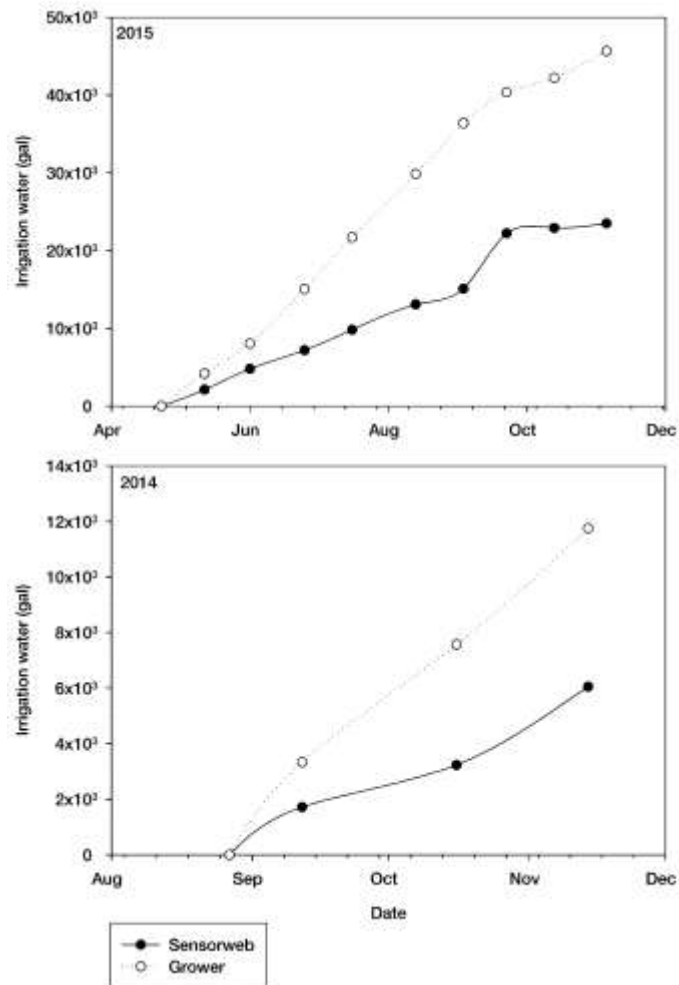 2015
50x10³
40x10³
30x10³
20x10³
10x10³
0
Irrigation water (gal)
Apr Jun Aug Oct Dec
2014
14x10³
12x10³
10x10³
8x10³
6x10³
4x10³
2x10³
0
Irrigation water (gal)
Aug Sep Oct Nov Dec
Date
Sensorweb
Grower